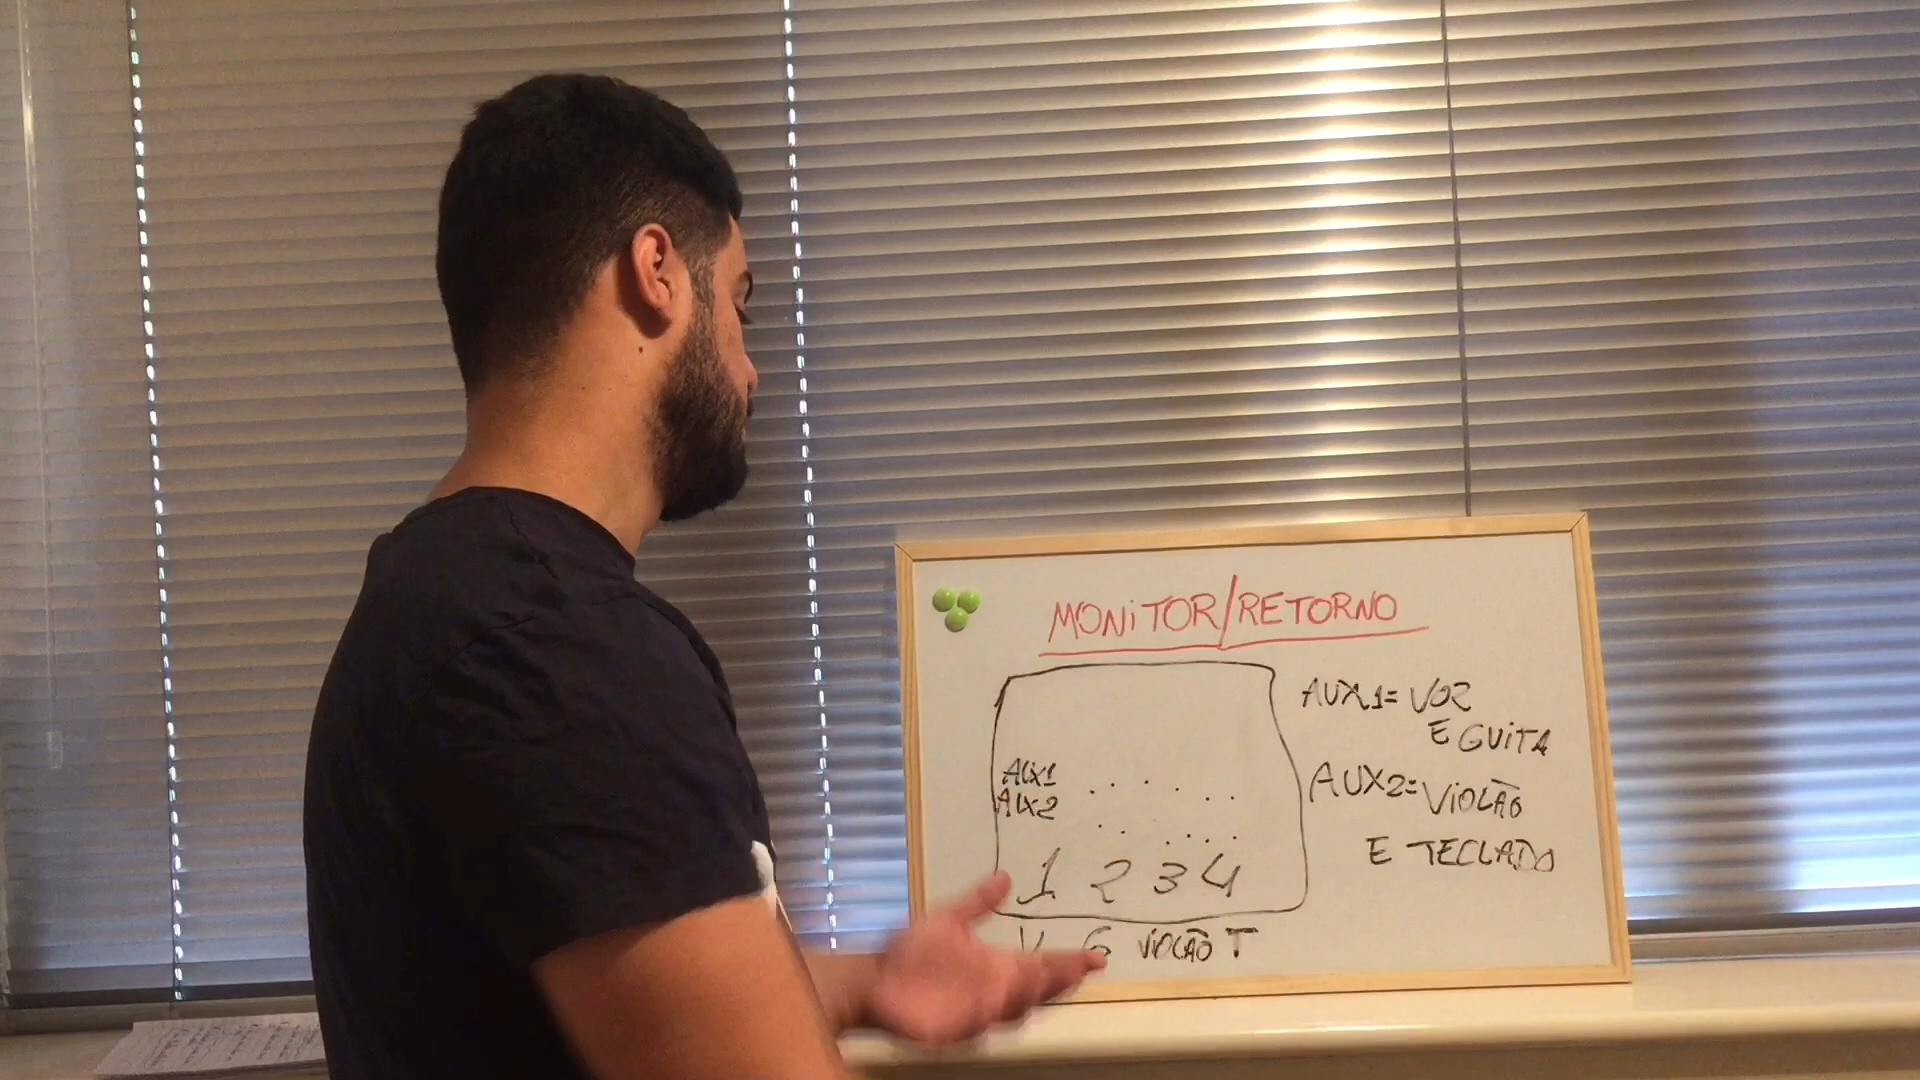 MONiTOR/RETORNO
AUX1= VOZ
E GUiTA
AUX2= ViOLÃO
E TECLADO
AUX1
AUX2
1 2 3 4
V G ViOLÃO T